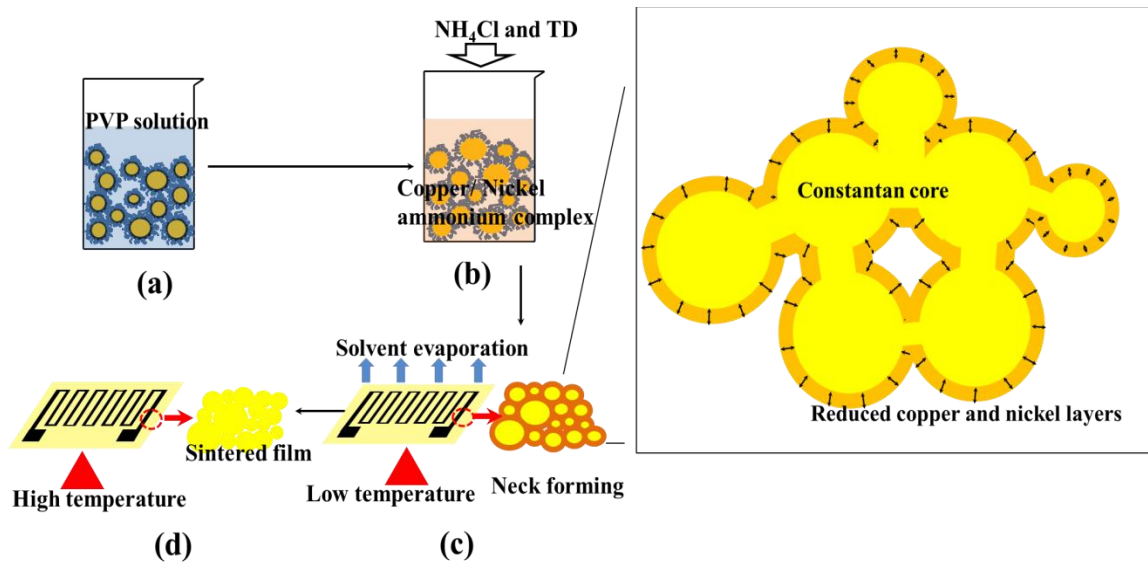 NH₄Cl and TD
PVP solution
Copper/ Nickel
ammonium complex
(a)
(b)
Solvent evaporation
Sintered film
High temperature
Low temperature
Neck forming
(d)
(c)
Constantan core
Reduced copper and nickel layers